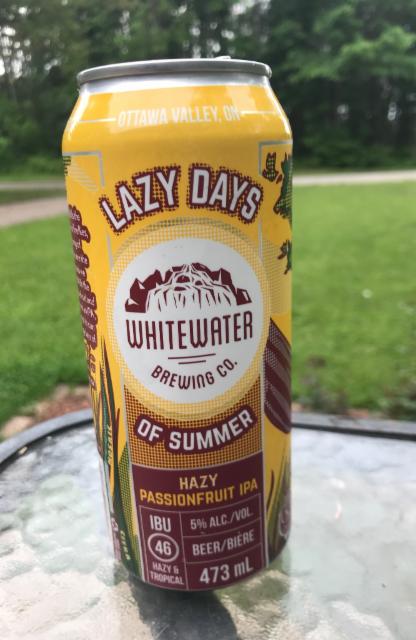 OTTAWA VALLEY, ON
LAZY DAYS
WHITEWATER
BREWING CO.
OF SUMMER
HAZY
PASSIONFRUIT IPA
IBU
46
HAZY &
TROPICAL
5% ALC./VOL.
BEER/BIÈRE
473 mL